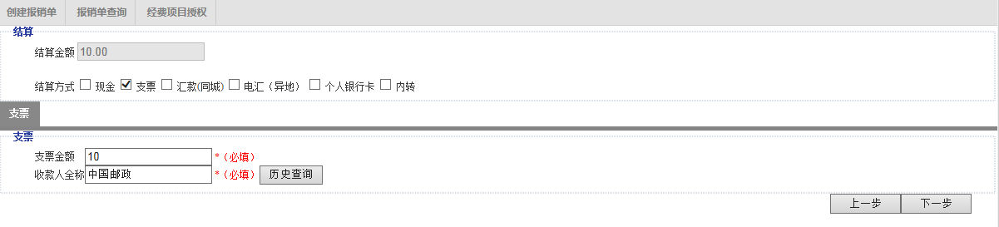 创建报销单 报销单查询 经费项目授权
结算
结算金额 10.00
结算方式 现金 支票 汇款(同城) 电汇（异地） 个人银行卡 内转
支票
支票
支票金额 10 *（必填）
收款人全称 中国邮政 *（必填） 历史查询
上一步 下一步